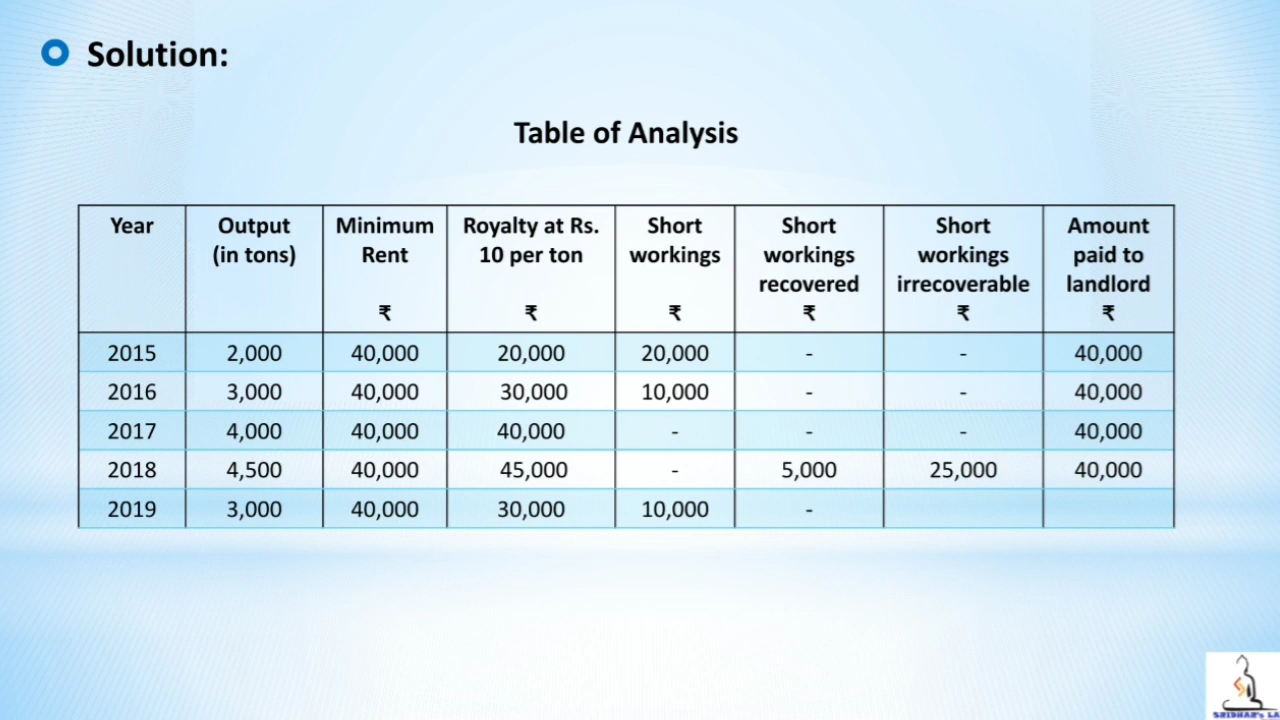 Solution:
Table of Analysis
Year Output (in tons) Minimum Rent ₹ Royalty at Rs. 10 per ton ₹ Short workings ₹ Short workings recovered ₹ Short workings irrecoverable ₹ Amount paid to landlord ₹
2015 2,000 40,000 20,000 20,000 - - 40,000
2016 3,000 40,000 30,000 10,000 - - 40,000
2017 4,000 40,000 40,000 - - - 40,000
2018 4,500 40,000 45,000 - 5,000 25,000 40,000
2019 3,000 40,000 30,000 10,000 -
SRIDHAR's LA